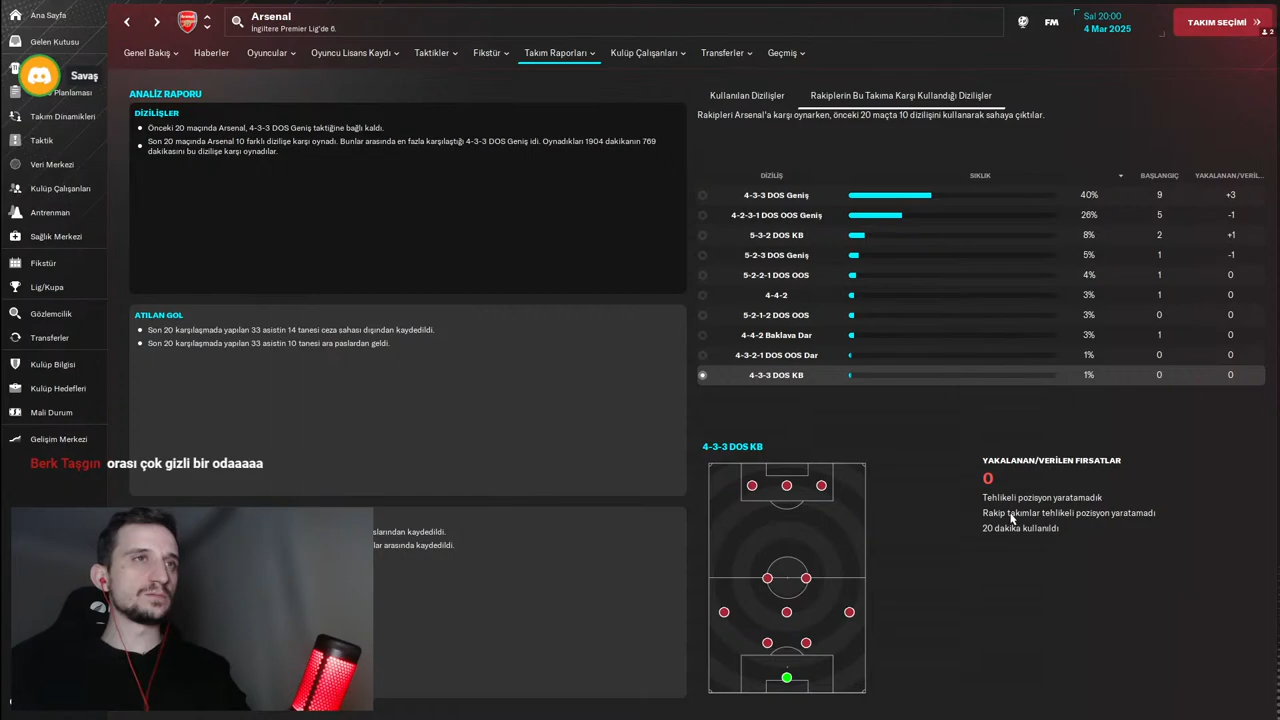 Ana Sayfa
Gelen Kutusu
Savaş
Planlaması
Takım Dinamikleri
Taktik
Veri Merkezi
Kulüp Çalışanları
Antrenman
Sağlık Merkezi
Fikstür
Lig/Kupa
Gözlemcilik
Transferler
Kulüp Bilgisi
Kulüp Hedefleri
Mali Durum
Gelişim Merkezi
Arsenal
İngiltere Premier Lig'de 6.
FM
Sal 20:00
4 Mar 2025
TAKIM SEÇİMİ
2
Genel Bakış
Haberler
Oyuncular
Oyuncu Lisans Kaydı
Taktikler
Fikstür
Takım Raporları
Kulüp Çalışanları
Transferler
Geçmiş
ANALİZ RAPORU
DİZİLİŞLER
Önceki 20 maçında Arsenal, 4-3-3 DOS Geniş taktiğine bağlı kaldı.
Son 20 maçında Arsenal 10 farklı dizilişe karşı oynadı. Bunlar arasında en fazla karşılaştığı 4-3-3 DOS Geniş idi. Oynadıkları 1904 dakikanın 769
dakikasını bu dizilişe karşı oynadılar.
ATILAN GOL
Son 20 karşılaşmada yapılan 33 asistin 14 tanesi ceza sahası dışından kaydedildi.
Son 20 karşılaşmada yapılan 33 asistin 10 tanesi ara paslardan geldi.
Berk Taşgın orası çok gizli bir odaaaaa
slarından kaydedildi.
lar arasında kaydedildi.
Kullanılan Dizilişler
Rakiplerin Bu Takıma Karşı Kullandığı Dizilişler
Rakipleri Arsenal'a karşı oynarken, önceki 20 maçta 10 dizilişini kullanarak sahaya çıktılar.
DİZİLİŞ SIKLIK BAŞLANGIÇ YAKALANAN/VERİL...
4-3-3 DOS Geniş 40% 9 +3
4-2-3-1 DOS OOS Geniş 26% 5 -1
5-3-2 DOS KB 8% 2 +1
5-2-3 DOS Geniş 5% 1 -1
5-2-2-1 DOS OOS 4% 1 0
4-4-2 3% 1 0
5-2-1-2 DOS OOS 3% 0 0
4-4-2 Baklava Dar 3% 1 0
4-3-2-1 DOS OOS Dar 1% 0 0
4-3-3 DOS KB 1% 0 0
4-3-3 DOS KB
YAKALANAN/VERİLEN FIRSATLAR
0
Tehlikeli pozisyon yaratamadık
Rakip takımlar tehlikeli pozisyon yaratamadı
20 dakika kullanıldı